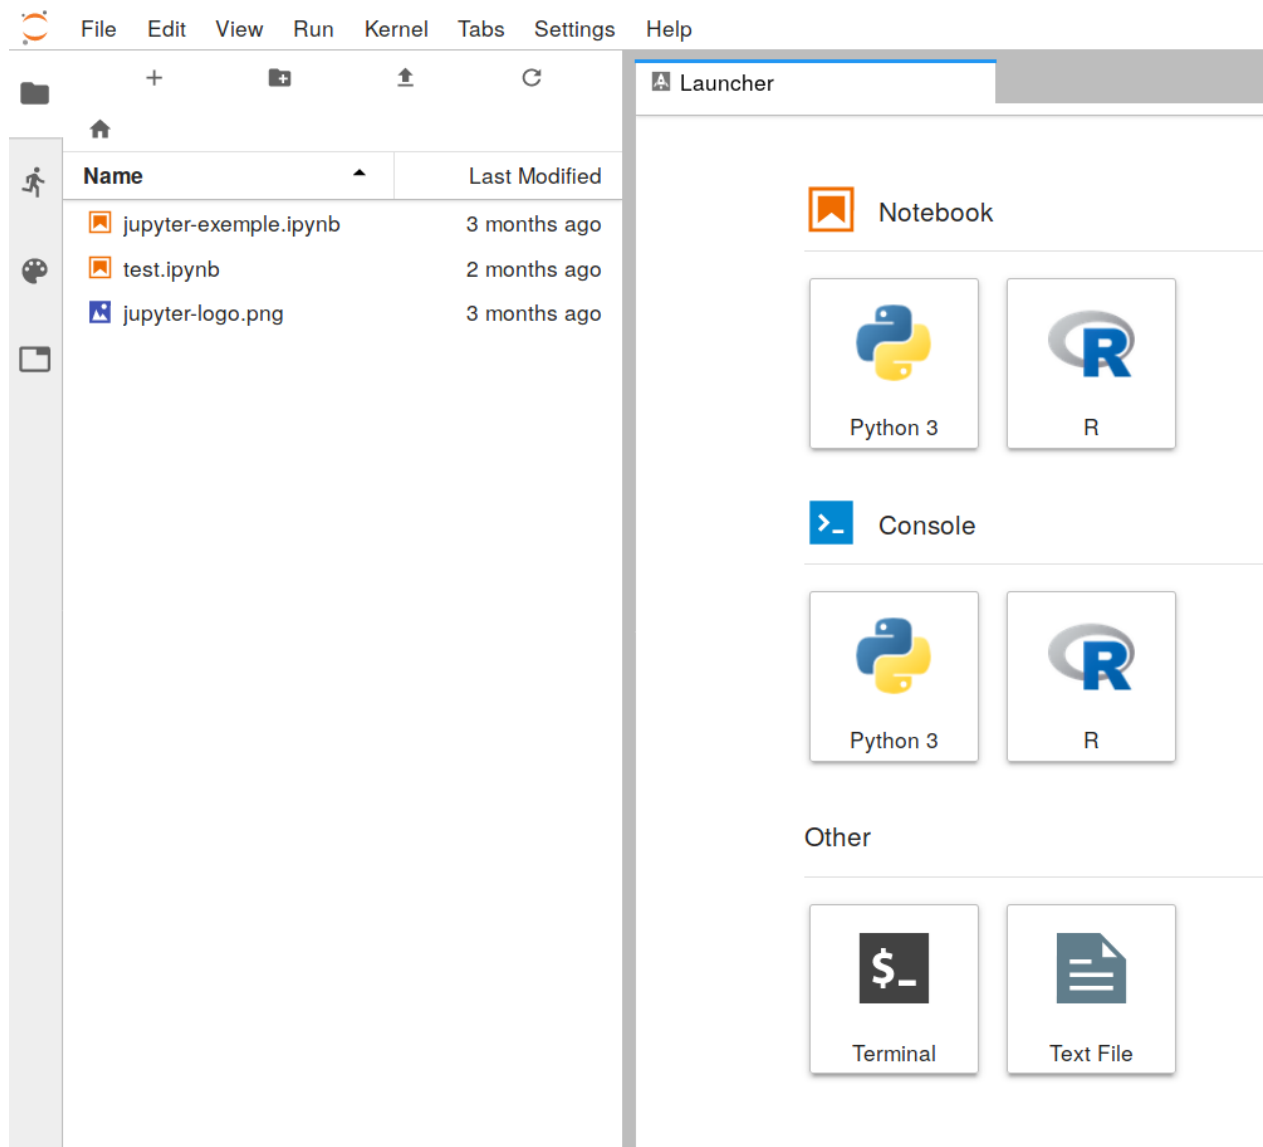 File Edit View Run Kernel Tabs Settings Help
Launcher
Name Last Modified
jupyter-exemple.ipynb 3 months ago
test.ipynb 2 months ago
jupyter-logo.png 3 months ago
Notebook
Python 3 R
Console
Python 3 R
Other
$_
Terminal Text File